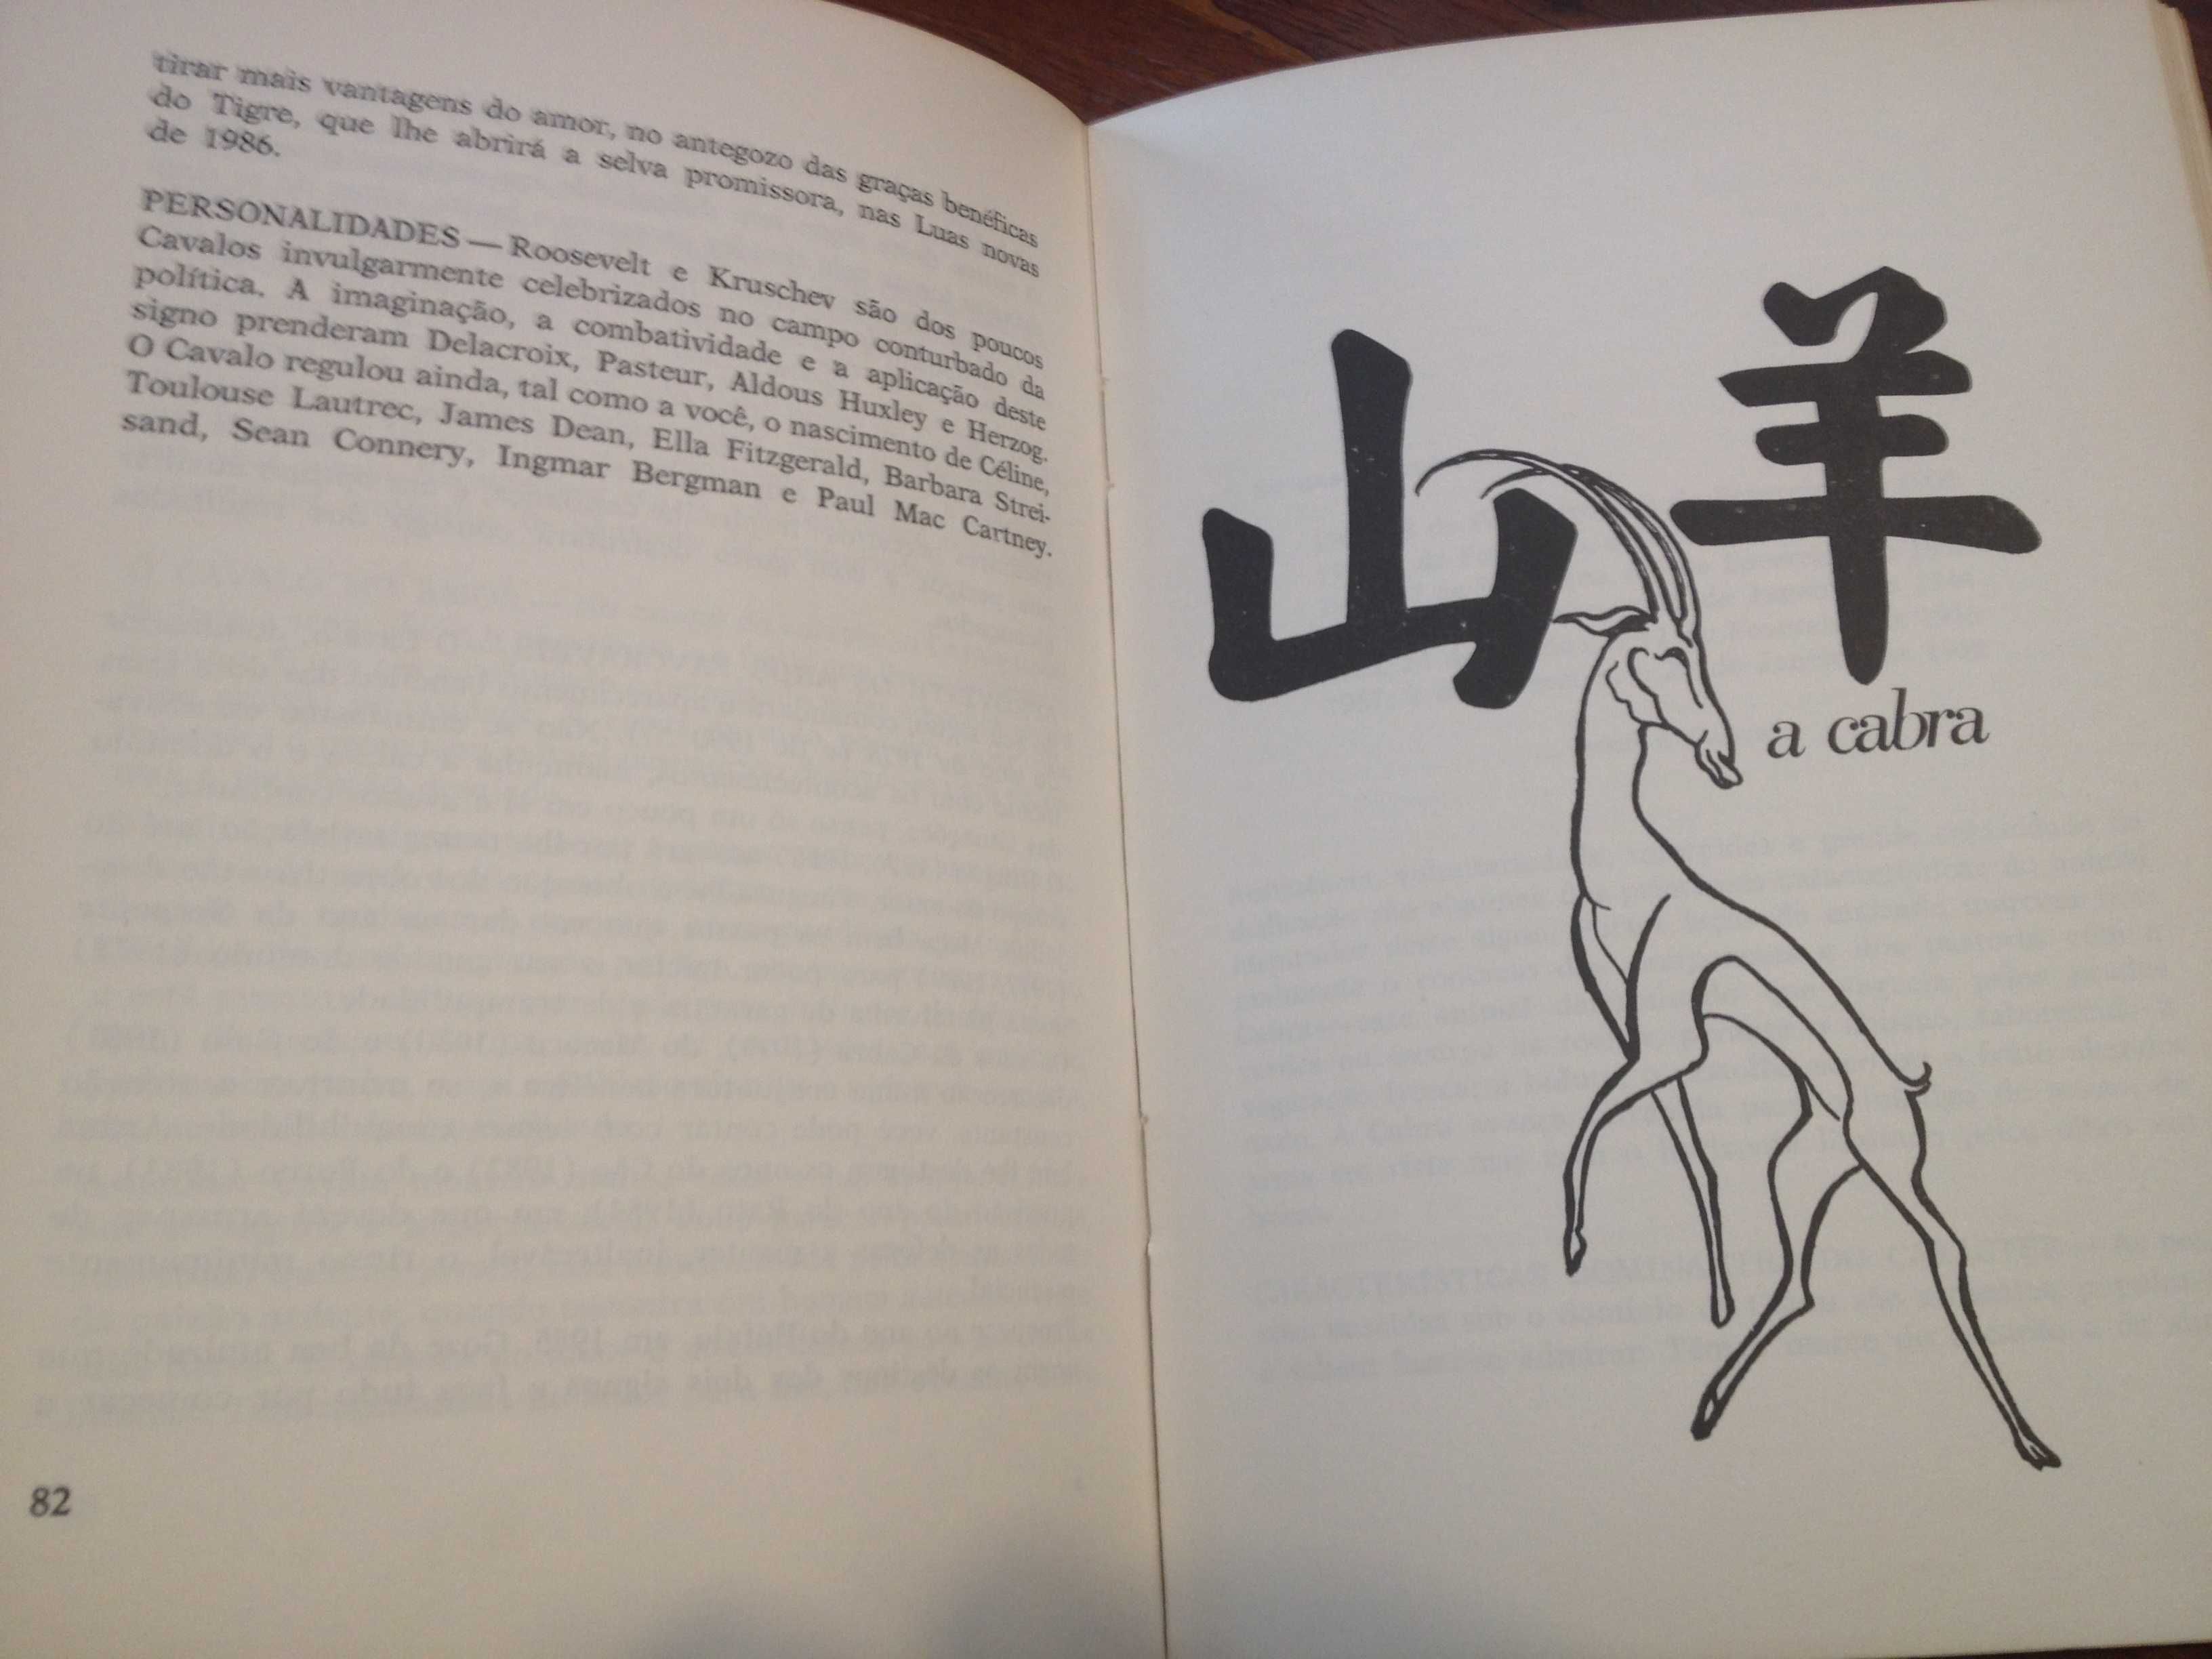 tirar mais vantagens do amor, no antegozo das graças benéficas
do Tigre, que lhe abrirá a selva promissora, nas Luas novas
de 1986.
PERSONALIDADES — Roosevelt e Kruschev são dos poucos
Cavalos invulgarmente celebrizados no campo conturbado da
política. A imaginação, a combatividade e a aplicação deste
signo prenderam Delacroix, Pasteur, Aldous Huxley e Herzog.
O Cavalo regulou ainda, tal como a você, o nascimento de Céline,
Toulouse Lautrec, James Dean, Ella Fitzgerald, Barbara Strei-
sand, Sean Connery, Ingmar Bergman e Paul Mac Cartney.
82
山羊
a cabra